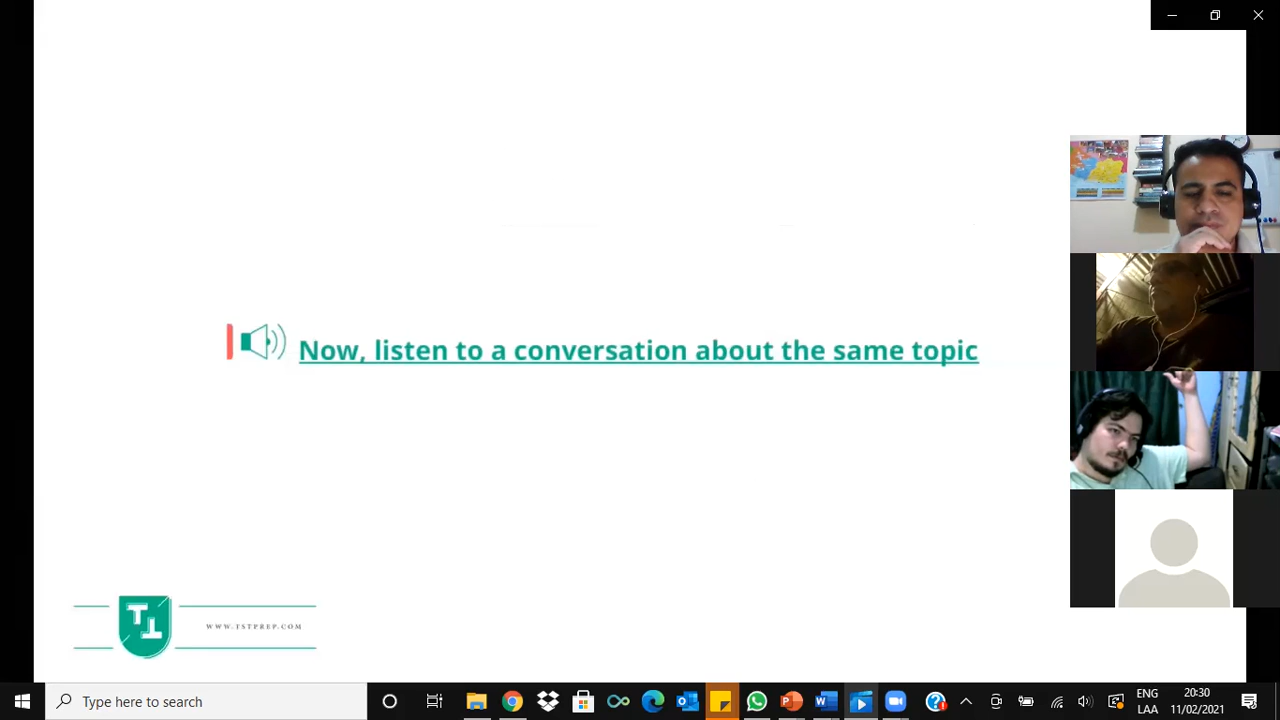 Now, listen to a conversation about the same topic
TT
WWW.TSTPREP.COM
Type here to search
ENG
LAA
20:30
11/02/2021